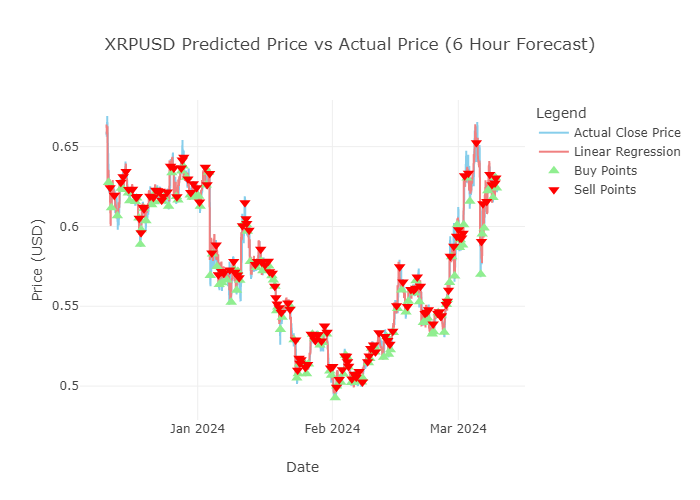 XRPUSD Predicted Price vs Actual Price (6 Hour Forecast)
Legend
Actual Close Price
Linear Regression
Buy Points
Sell Points
Price (USD)
0.65
0.6
0.55
0.5
Jan 2024
Feb 2024
Mar 2024
Date